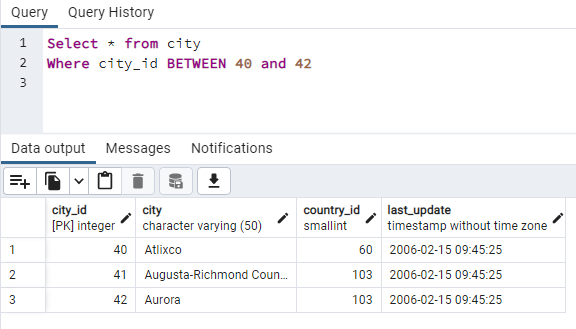 Query Query History
1 Select * from city
2 Where city_id BETWEEN 40 and 42
3
Data output Messages Notifications
city_id city country_id last_update
[PK] integer character varying (50) smallint timestamp without time zone
1 40 Atlixco 60 2006-02-15 09:45:25
2 41 Augusta-Richmond Coun... 103 2006-02-15 09:45:25
3 42 Aurora 103 2006-02-15 09:45:25